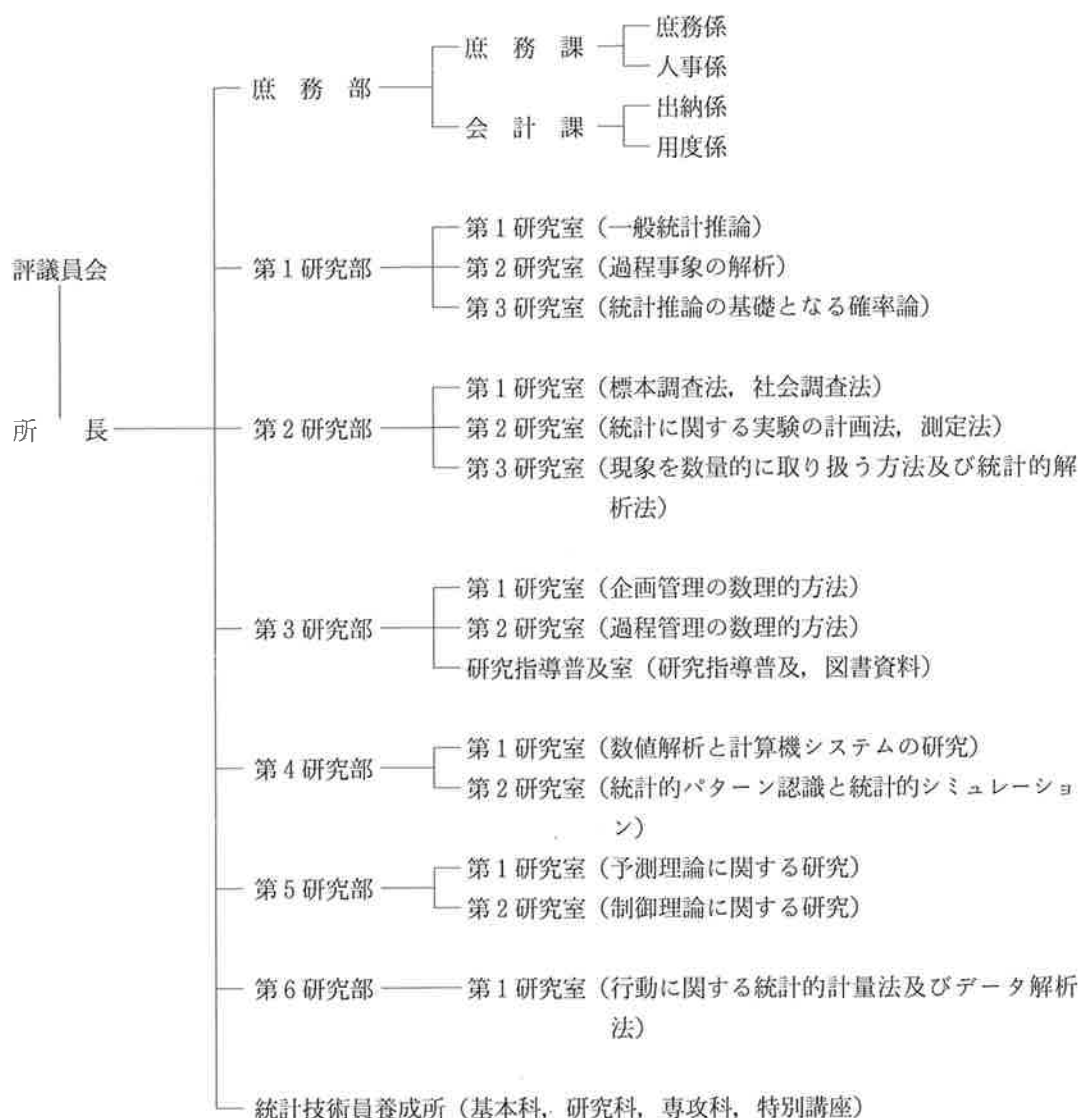 庶務係
庶 務 課
人事係
庶 務 部
出納係
会 計 課
用度係
第1研究室（一般統計推論）
評議員会
第1研究部
第2研究室（過程事象の解析）
第3研究室（統計推論の基礎となる確率論）
第1研究室（標本調査法，社会調査法）
所 長
第2研究部
第2研究室（統計に関する実験の計画法，測定法）
第3研究室（現象を数量的に取り扱う方法及び統計的解
析法）
第1研究室（企画管理の数理的方法）
第3研究部
第2研究室（過程管理の数理的方法）
研究指導普及室（研究指導普及，図書資料）
第1研究室（数値解析と計算機システムの研究）
第4研究部
第2研究室（統計的パターン認識と統計的シミュレーショ
ン）
第1研究室（予測理論に関する研究）
第5研究部
第2研究室（制御理論に関する研究）
第6研究部
第1研究室（行動に関する統計的計量法及びデータ解析
法）
統計技術員養成所（基本科，研究科，専攻科，特別講座）